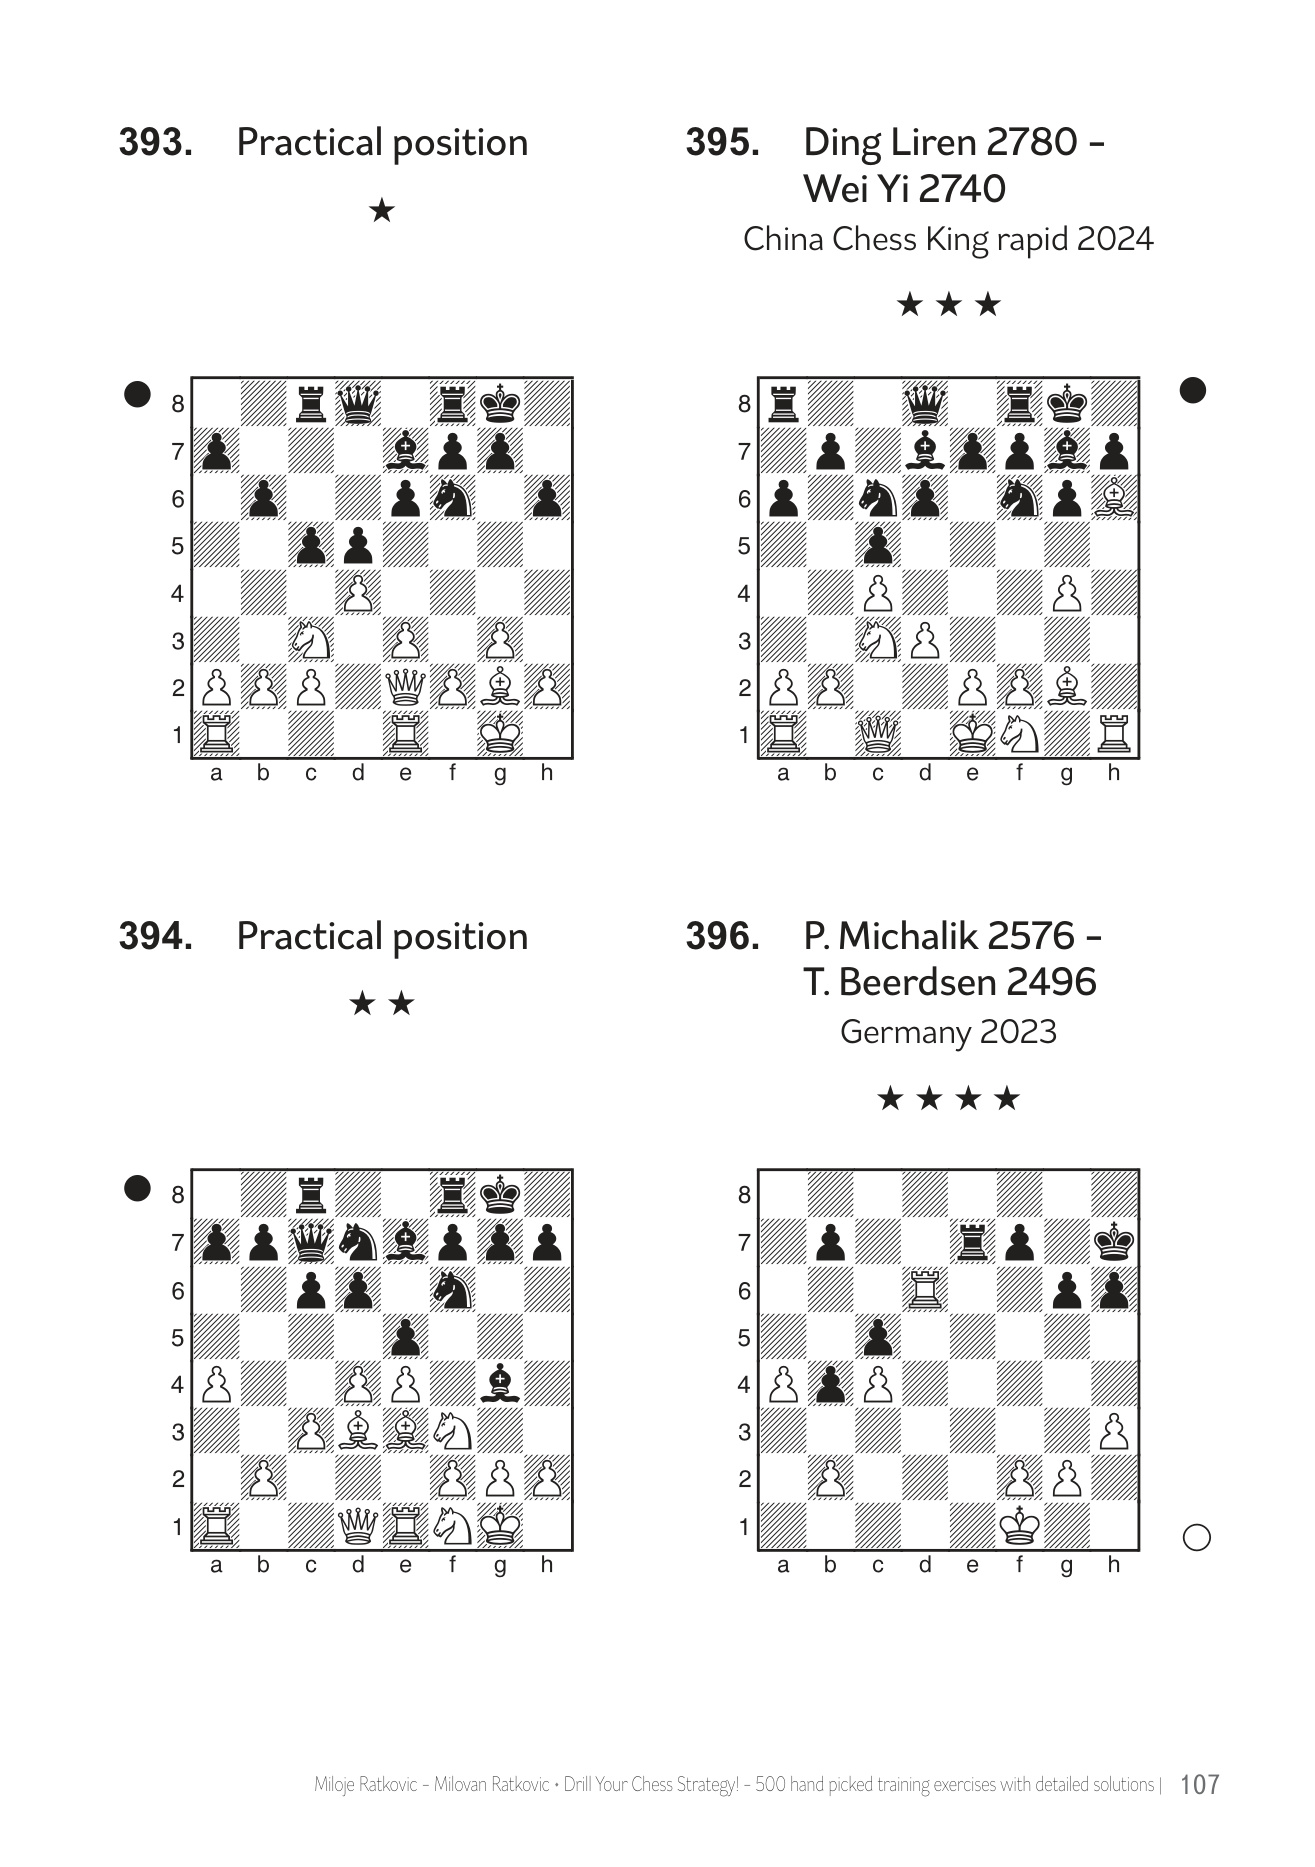 393. Practical position
★
8
7
6
5
4
3
2
1
a b c d e f g h
394. Practical position
★ ★
8
7
6
5
4
3
2
1
a b c d e f g h
395. Ding Liren 2780 –
Wei Yi 2740
China Chess King rapid 2024
★ ★ ★
8
7
6
5
4
3
2
1
a b c d e f g h
396. P. Michalik 2576 –
T. Beerdsen 2496
Germany 2023
★ ★ ★ ★
8
7
6
5
4
3
2
1
a b c d e f g h
Miloje Ratkovic – Milovan Ratkovic • Drill Your Chess Strategy! – 500 hand picked training exercises with detailed solutions | 107